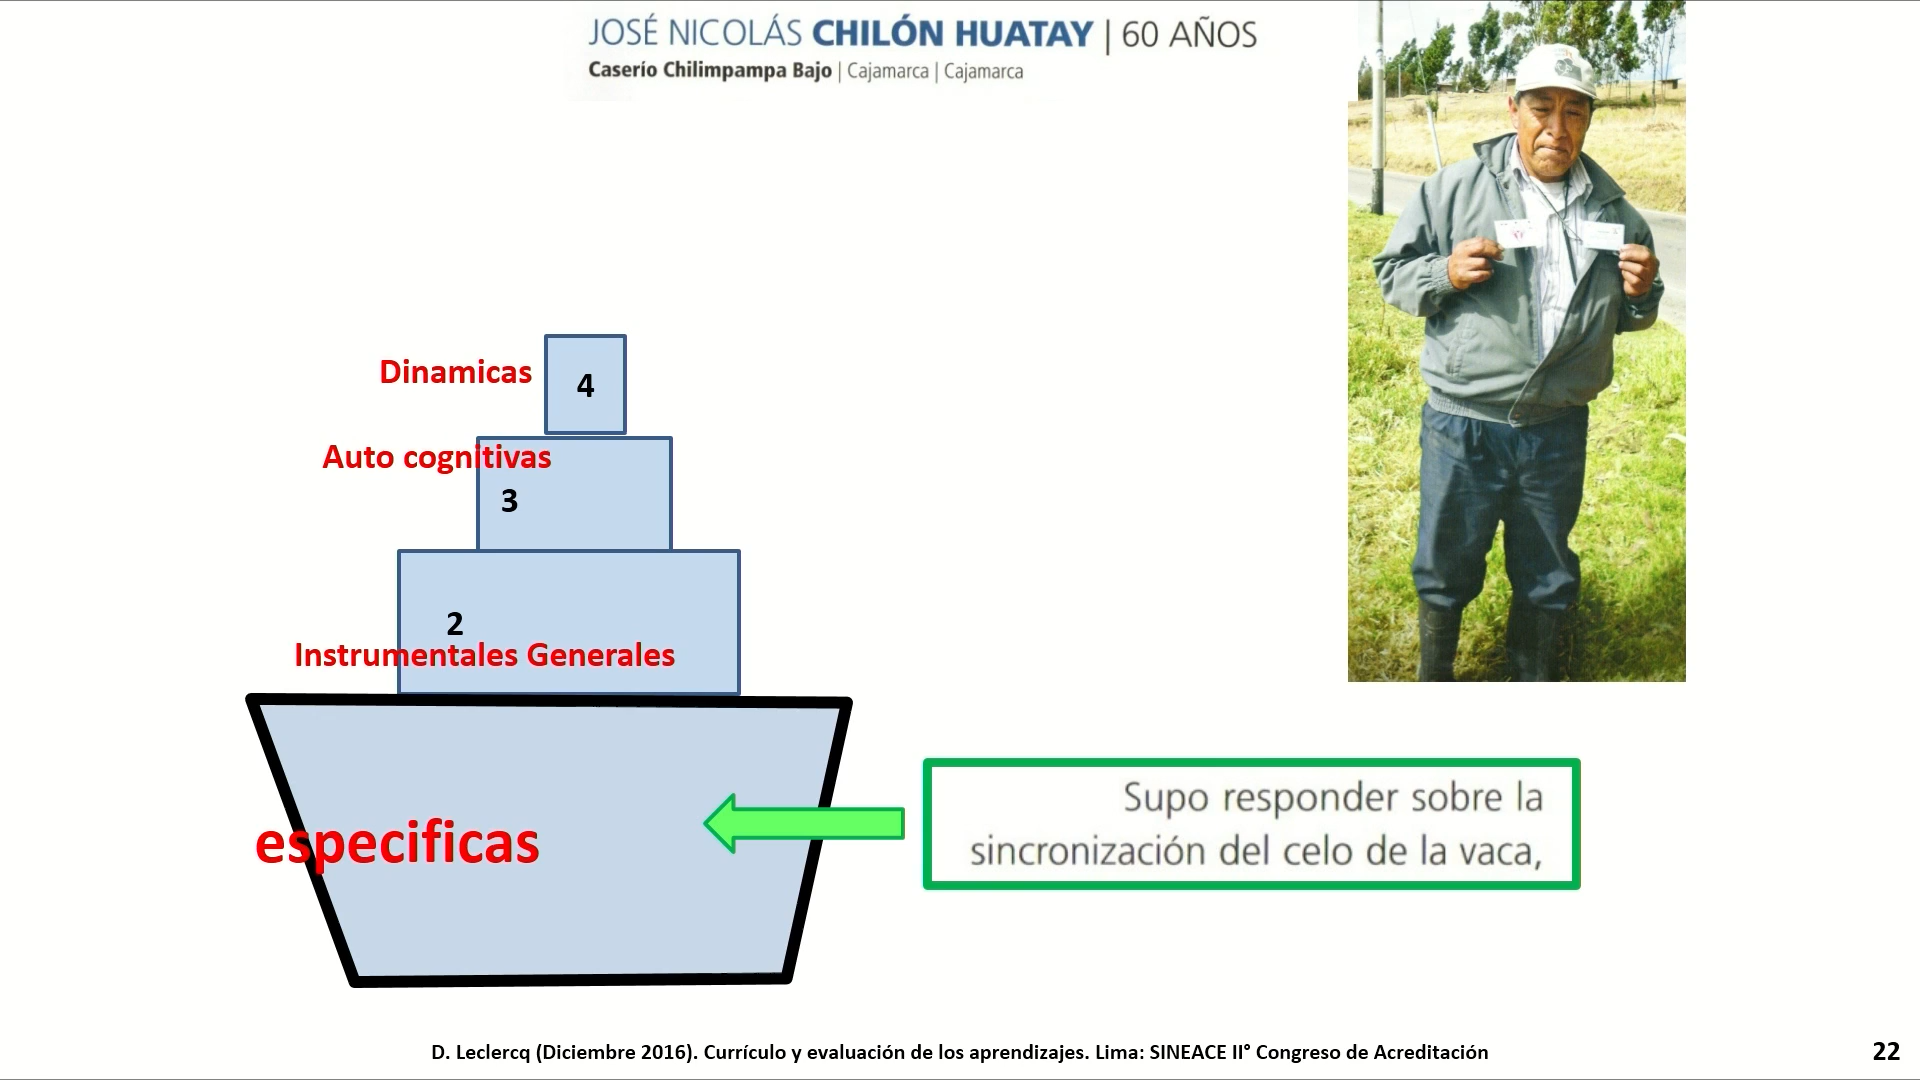 JOSÉ NICOLÁS CHILÓN HUATAY | 60 AÑOS
Caserío Chilimpampa Bajo | Cajamarca | Cajamarca
Dinamicas
4
Auto cognitivas
3
2
Instrumentales Generales
especificas
Supo responder sobre la
sincronización del celo de la vaca,
D. Leclercq (Diciembre 2016). Currículo y evaluación de los aprendizajes. Lima: SINEACE II° Congreso de Acreditación
22